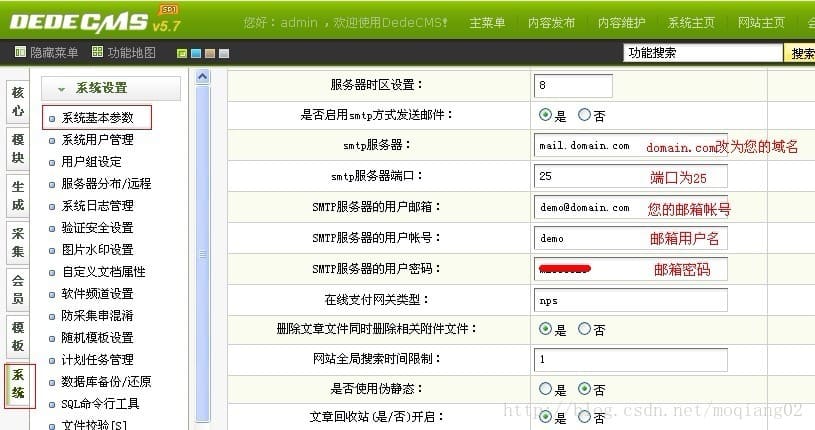 DEDECMS v5.7 SP1
您好:admin ,欢迎使用DedeCMS! 主菜单 内容发布 内容维护 系统主页 网站主页
隐藏菜单 功能地图 功能搜索 搜索
核心
模块
生成
采集
会员
模板
系统
系统设置
系统基本参数
系统用户管理
用户组设定
服务器分布/远程
系统日志管理
验证安全设置
图片水印设置
自定义文档属性
软件频道设置
防采集串混淆
随机模板设置
计划任务管理
数据库备份/还原
SQL命令行工具
文件校验[S]
服务器时区设置: 8
是否启用smtp方式发送邮件: 是 否
smtp服务器: mail.domain.com domain.com改为您的域名
smtp服务器端口: 25 端口为25
SMTP服务器的用户邮箱: demo@domain.com 您的邮箱帐号
SMTP服务器的用户帐号: demo 邮箱用户名
SMTP服务器的用户密码: 邮箱密码
在线支付网关类型: nps
删除文章文件同时删除相关附件文件: 是 否
网站全局搜索时间限制: 1
是否使用伪静态: 是 否
文章回收站(是/否)开启: 是 否
http://blog.csdn.net/moqiang02